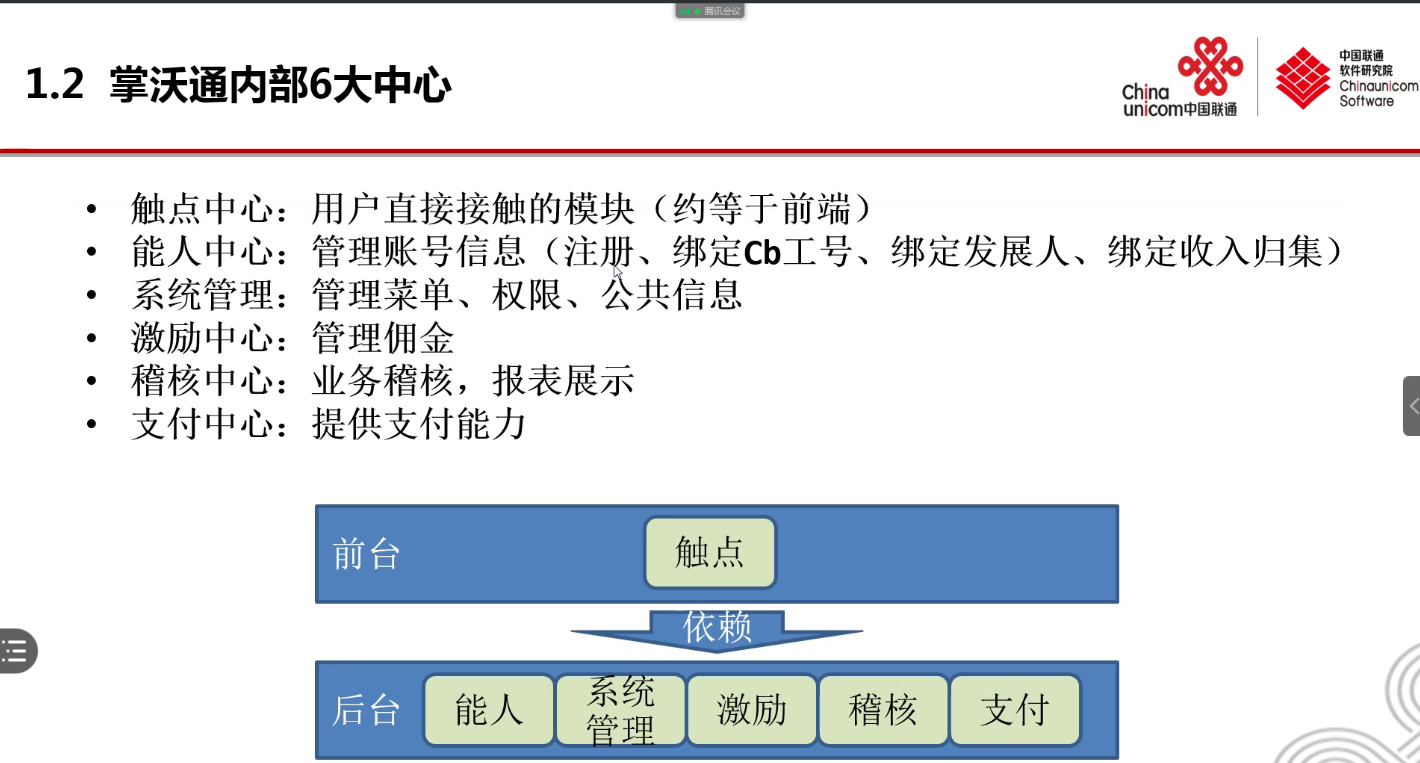 腾讯会议
1.2 掌沃通内部6大中心
China
unicom中国联通
中国联通
软件研究院
Chinaunicom
Software
• 触点中心：用户直接接触的模块（约等于前端）
• 能人中心：管理账号信息（注册、绑定Cb工号、绑定发展人、绑定收入归集）
• 系统管理：管理菜单、权限、公共信息
• 激励中心：管理佣金
• 稽核中心：业务稽核，报表展示
• 支付中心：提供支付能力
前台
触点
依赖
后台
能人
系统
管理
激励
稽核
支付